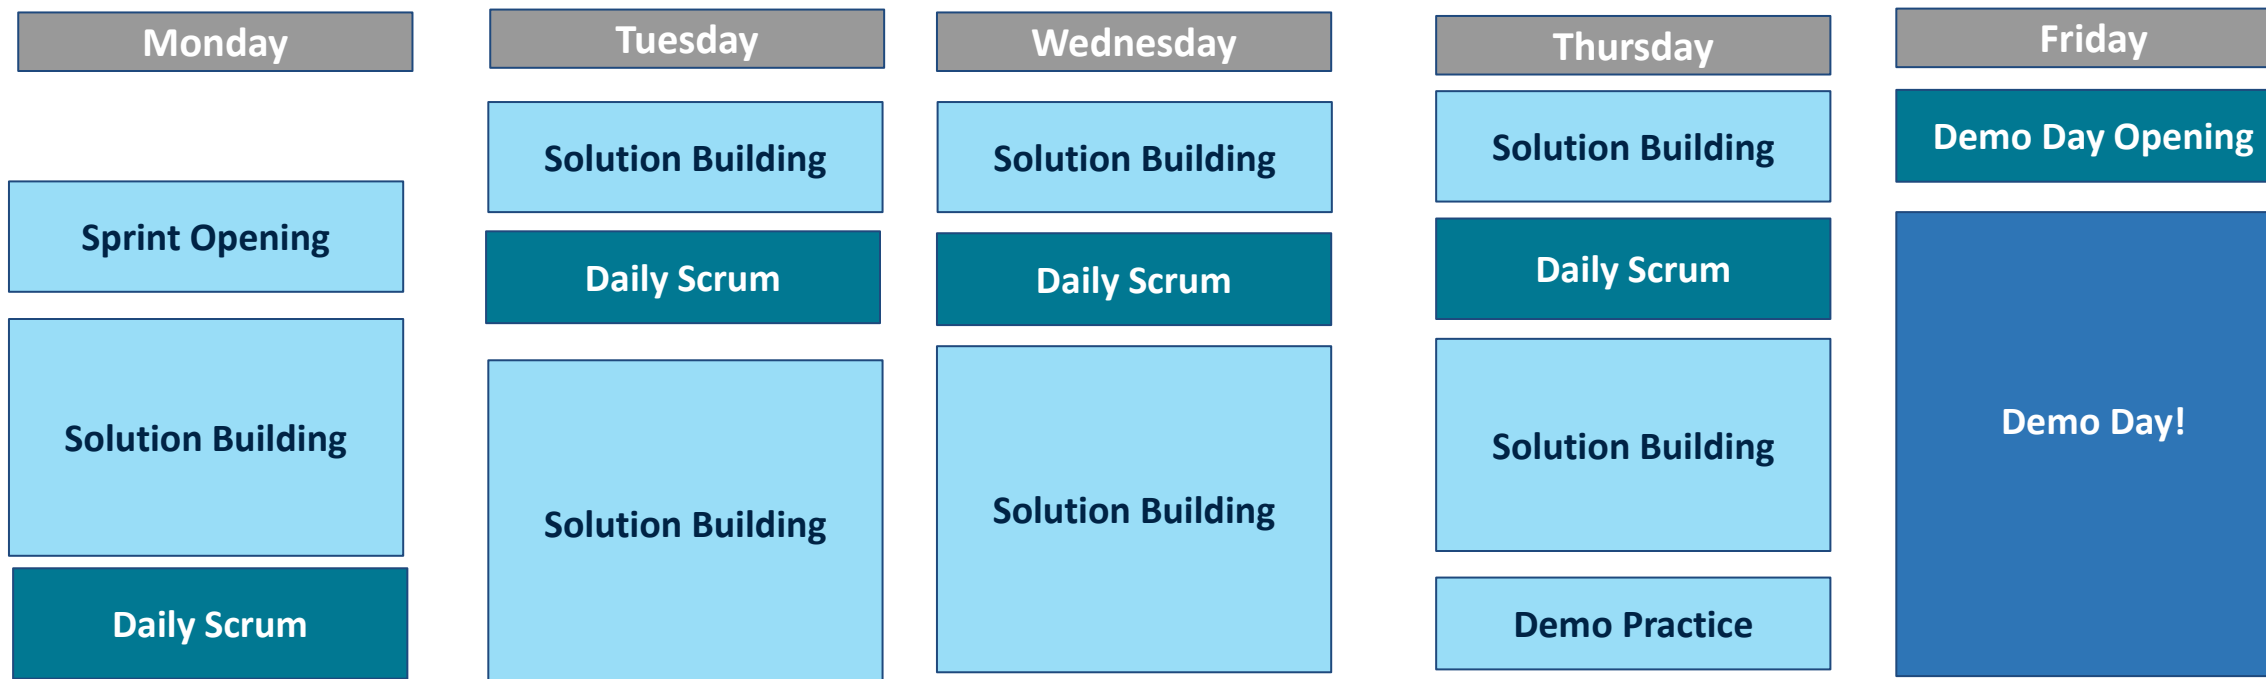 Monday
Tuesday
Wednesday
Thursday
Friday
Sprint Opening
Solution Building
Daily Scrum
Solution Building
Daily Scrum
Solution Building
Solution Building
Daily Scrum
Solution Building
Solution Building
Daily Scrum
Solution Building
Demo Practice
Demo Day Opening
Demo Day!